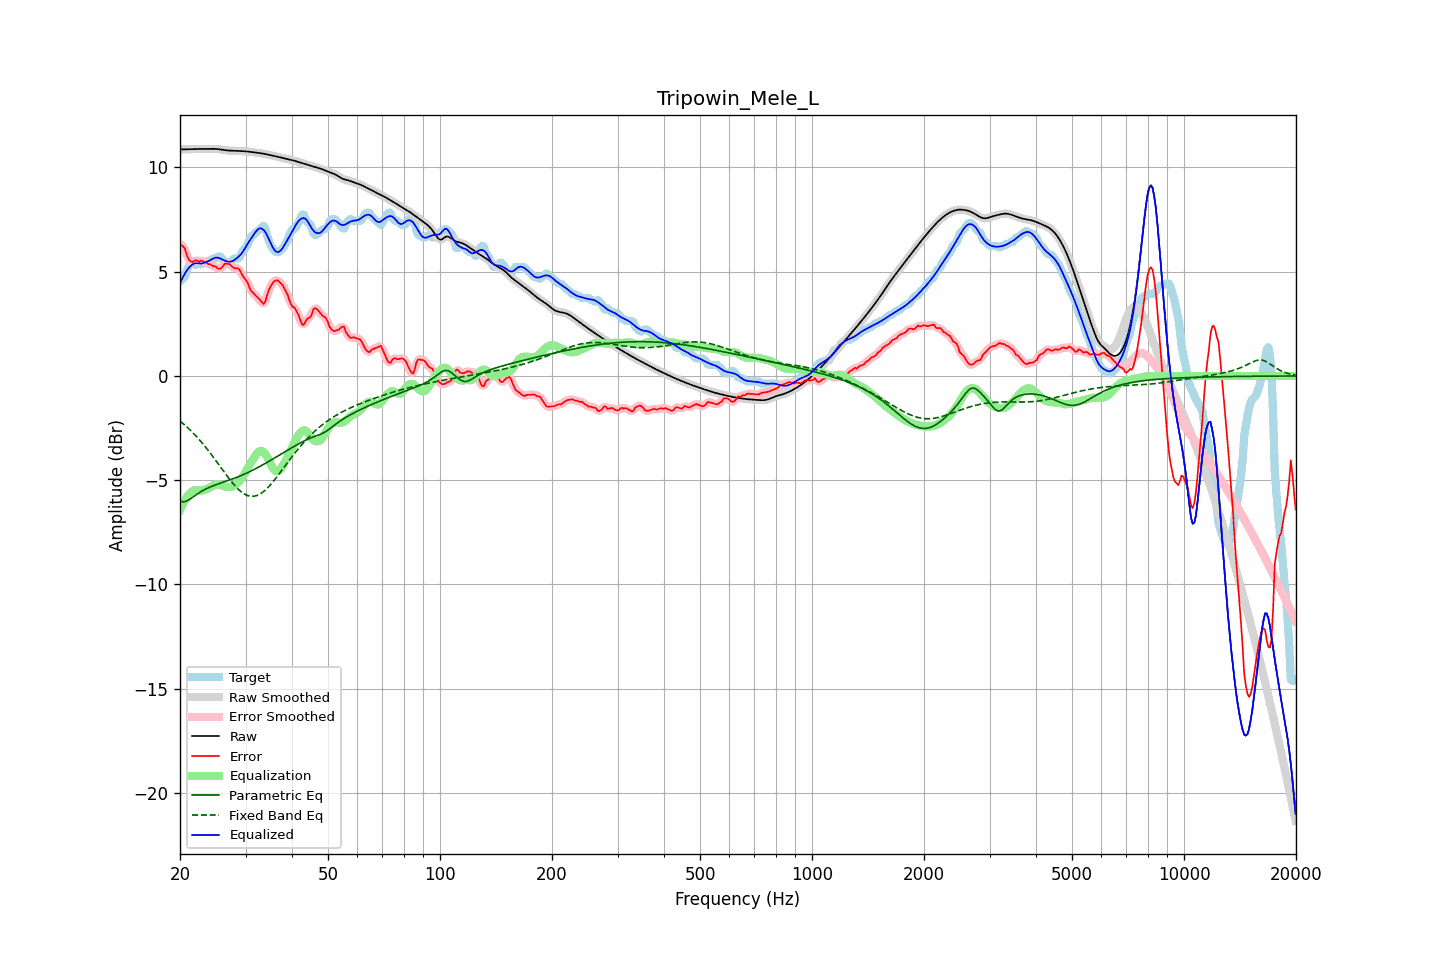 Tripowin_Mele_L
Amplitude (dBr)
10
5
0
−5
−10
−15
−20
Target
Raw Smoothed
Error Smoothed
Raw
Error
Equalization
Parametric Eq
Fixed Band Eq
Equalized
20 50 100 200 500 1000 2000 5000 10000 20000
Frequency (Hz)